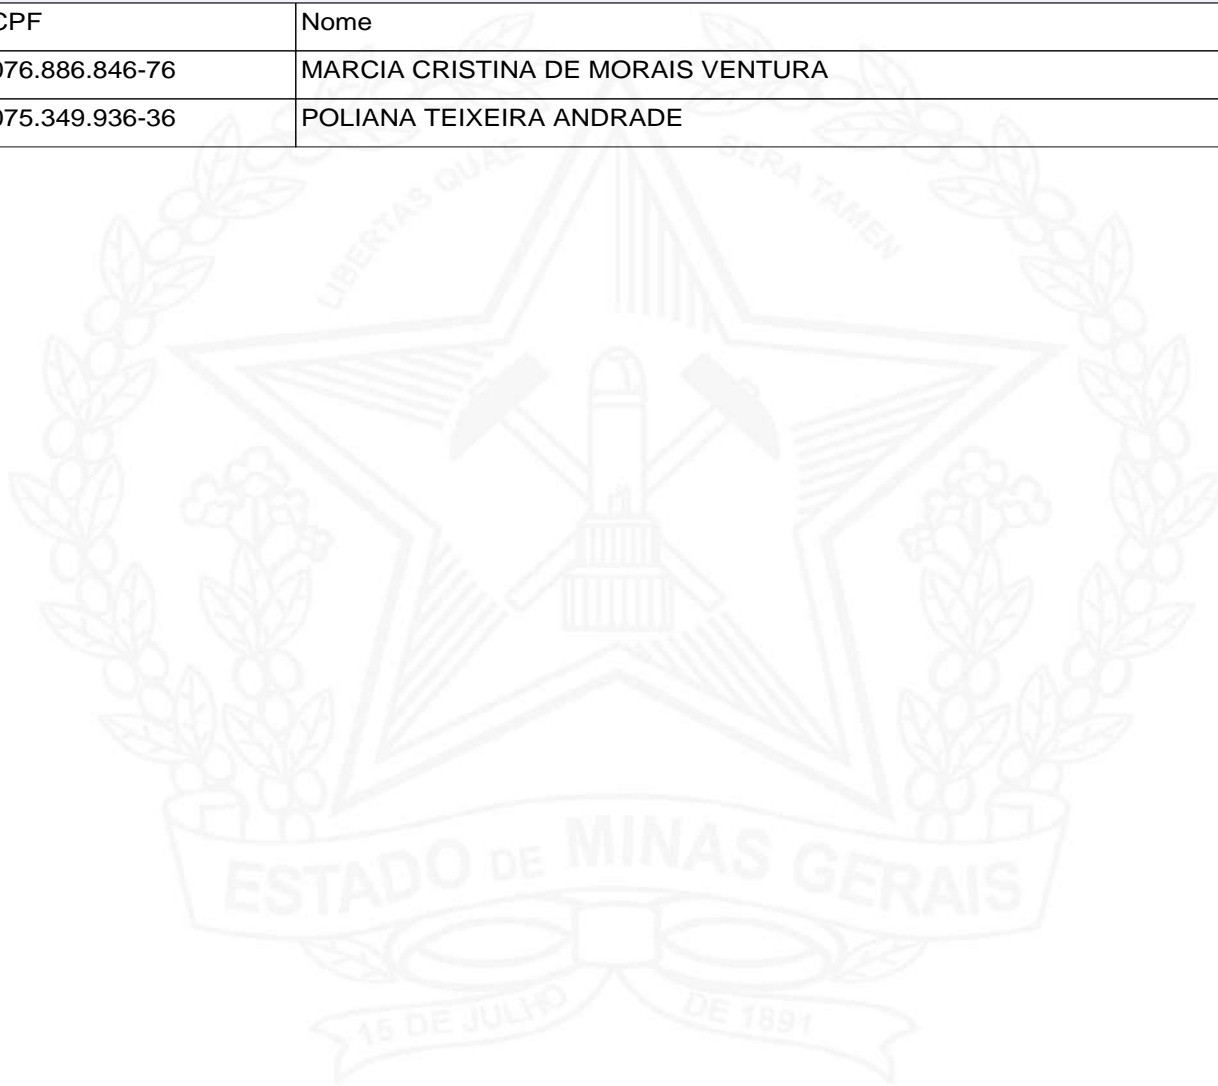 CPF Nome
076.886.846-76 MARCIA CRISTINA DE MORAIS VENTURA
075.349.936-36 POLIANA TEIXEIRA ANDRADE
LIBERTAS QUAE SERA TAMEN
ESTADO DE MINAS GERAIS
15 DE JULHO DE 1891